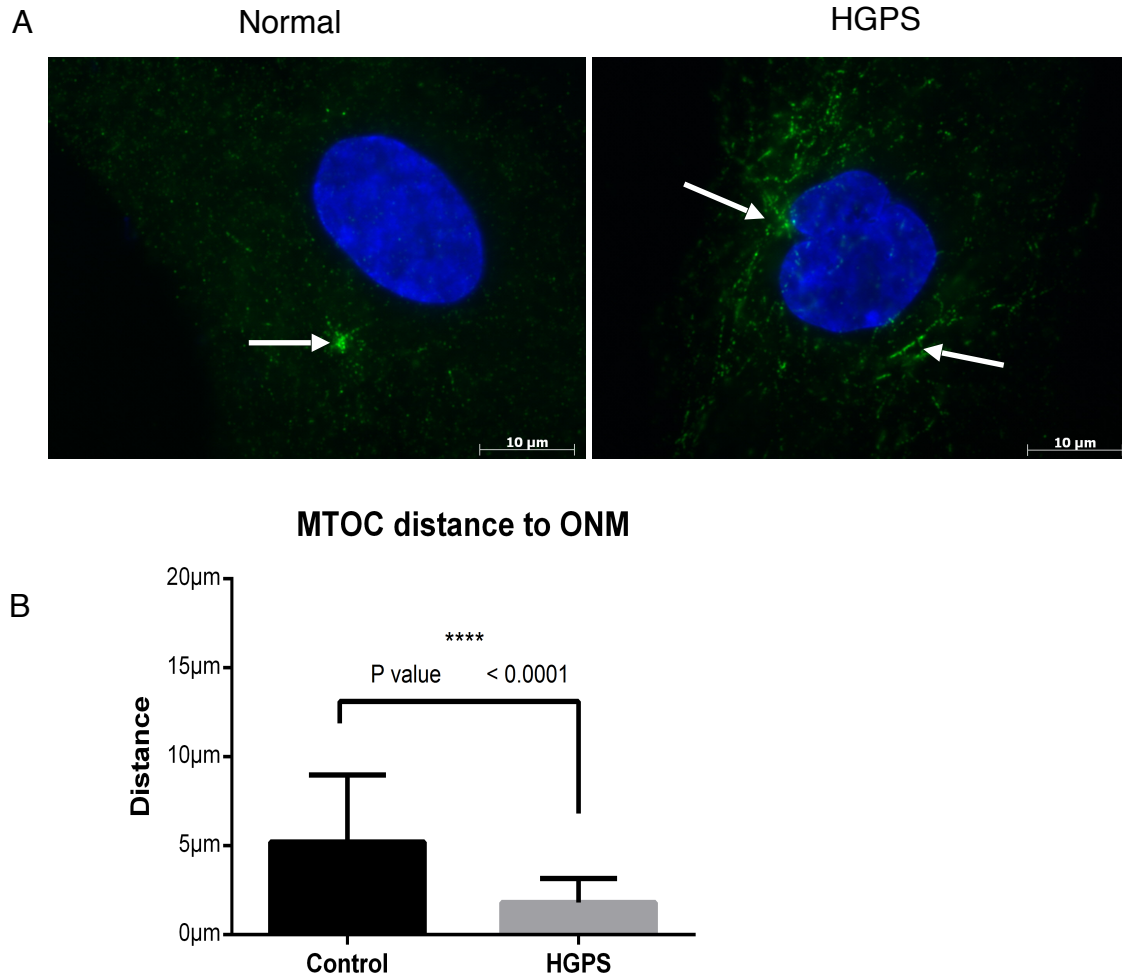 A
Normal
HGPS
10 µm
10 µm
MTOC distance to ONM
B
20µm
15µm
10µm
5µm
0µm
Distance
****
P value < 0.0001
Control
HGPS